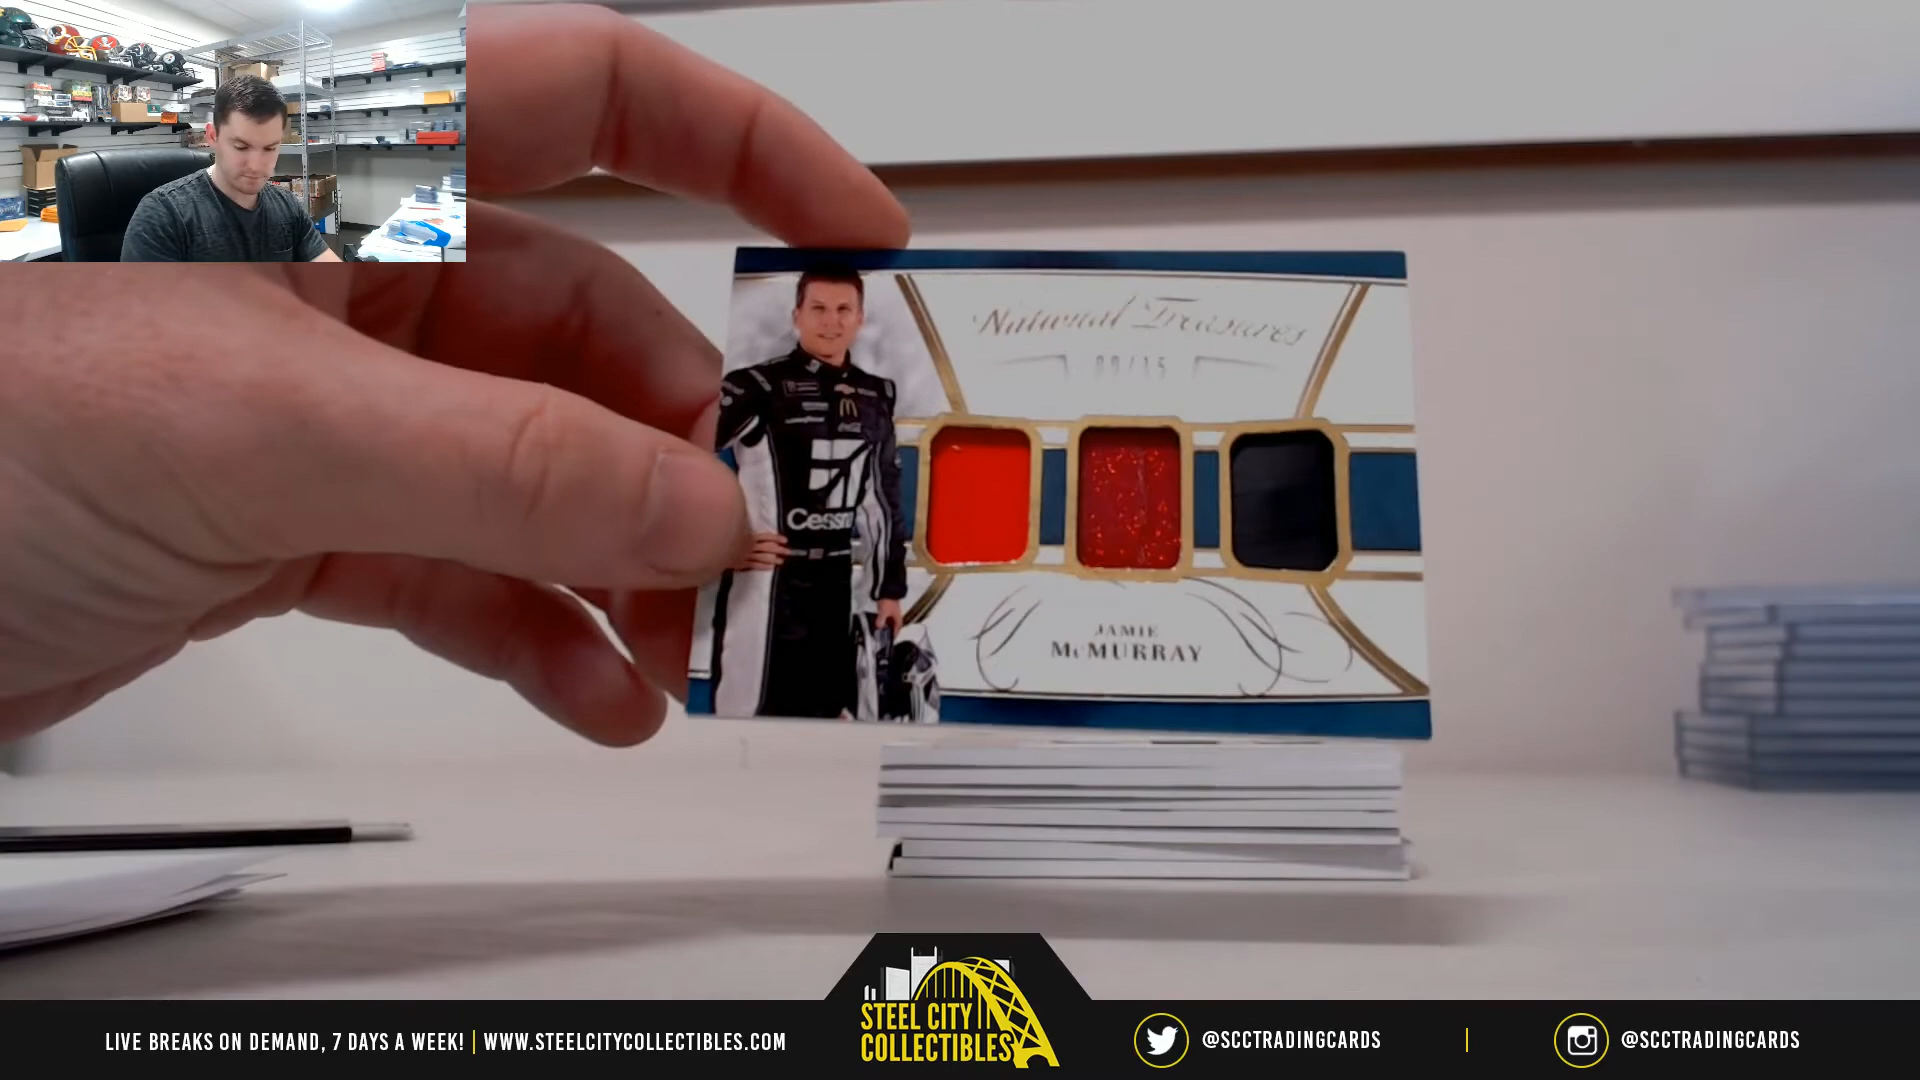 National Treasures
Cessna
JAMIE
McMURRAY
STEEL CITY
COLLECTIBLES
LIVE BREAKS ON DEMAND, 7 DAYS A WEEK! | WWW.STEELCITYCOLLECTIBLES.COM
@SCCTRADINGCARDS
@SCCTRADINGCARDS